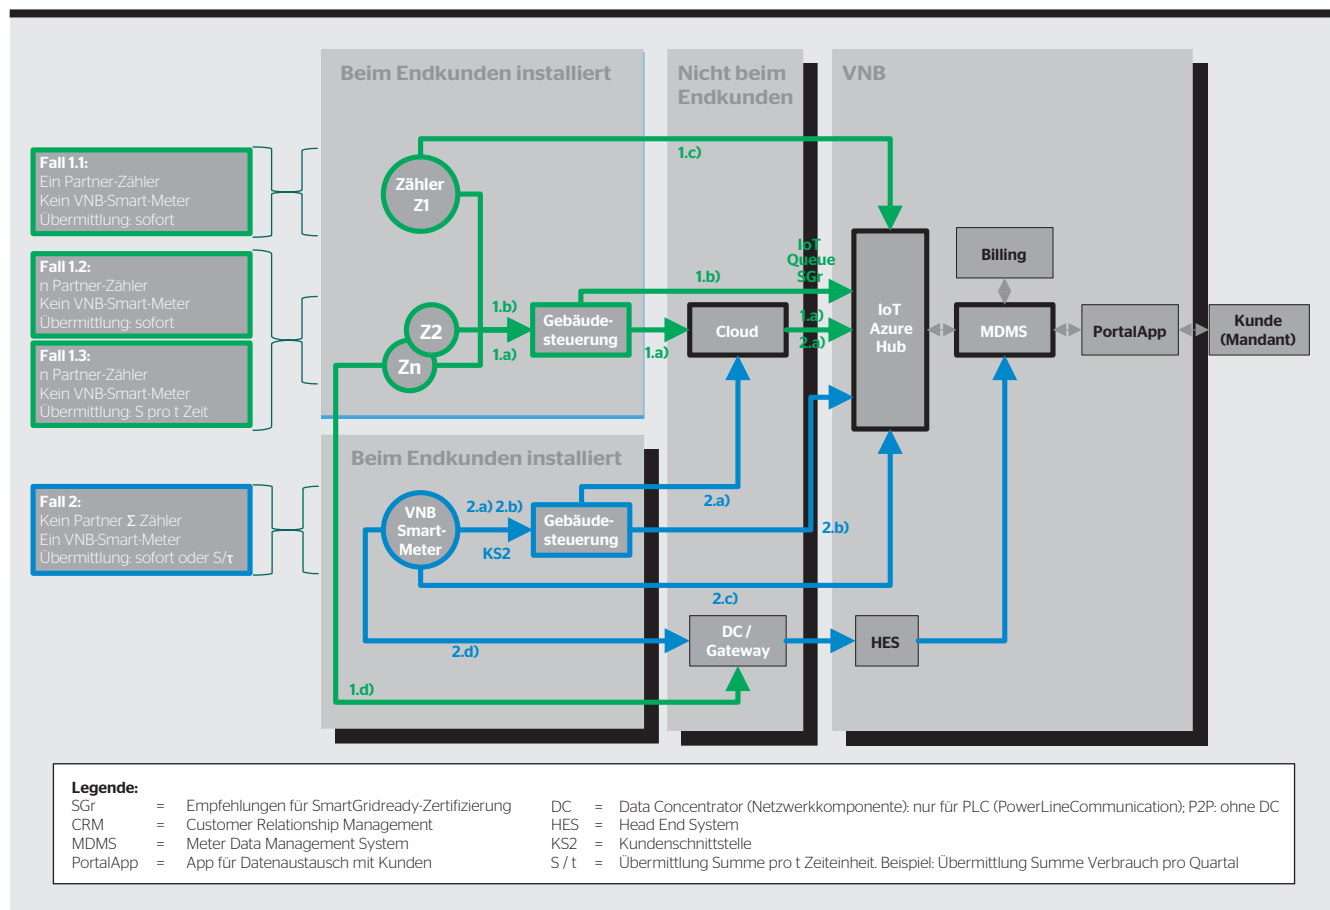 Beim Endkunden installiert
Nicht beim
Endkunden
VNB
Fall 1.1:
Ein Partner-Zähler
Kein VNB-Smart-Meter
Übermittlung: sofort
Fall 1.2:
n Partner-Zähler
Kein VNB-Smart-Meter
Übermittlung: sofort
Fall 1.3:
n Partner-Zähler
Kein VNB-Smart-Meter
Übermittlung: S pro t Zeit
Fall 2:
Kein Partner Σ Zähler
Ein VNB-Smart-Meter
Übermittlung: sofort oder S/τ
Zähler
Z1
Z2
Zn
1.c)
1.b)
1.a)
Gebäude-
steuerung
1.b)
1.a)
Cloud
IoT
Queue
SGr
1.a)
2.a)
IoT
Azure
Hub
Billing
MDMS
PortalApp
Kunde
(Mandant)
Beim Endkunden installiert
VNB
Smart-
Meter
2.a) 2.b)
KS2
Gebäude-
steuerung
2.a)
2.b)
2.c)
2.d)
1.d)
DC /
Gateway
HES
Legende:
SGr = Empfehlungen für SmartGridready-Zertifizierung
CRM = Customer Relationship Management
MDMS = Meter Data Management System
PortalApp = App für Datenaustausch mit Kunden
DC = Data Concentrator (Netzwerkkomponente): nur für PLC (PowerLineCommunication); P2P: ohne DC
HES = Head End System
KS2 = Kundenschnittstelle
S / t = Übermittlung Summe pro t Zeiteinheit. Beispiel: Übermittlung Summe Verbrauch pro Quartal